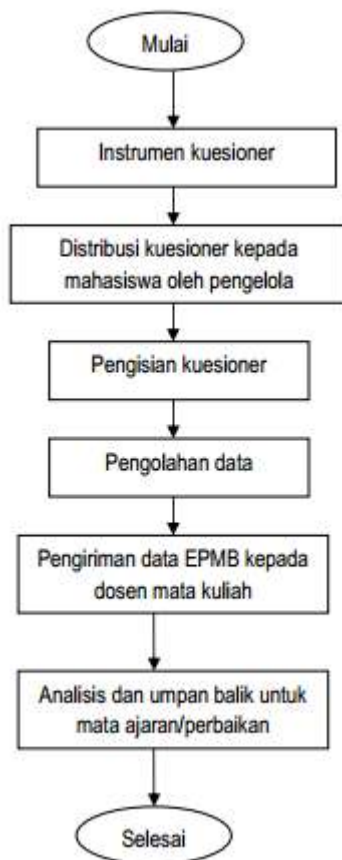 Mulai
Instrumen kuesioner
Distribusi kuesioner kepada
mahasiswa oleh pengelola
Pengisian kuesioner
Pengolahan data
Pengiriman data EPMB kepada
dosen mata kuliah
Analisis dan umpan balik untuk
mata ajaran/perbaikan
Selesai